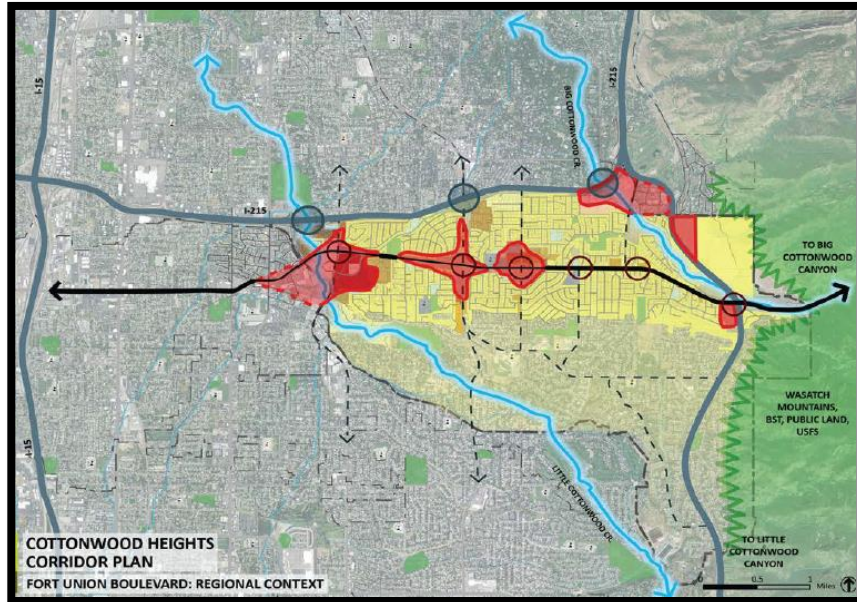 I-15
I-215
BIG COTTONWOOD CR.
I-215
TO BIG
COTTONWOOD
CANYON
WASATCH
MOUNTAINS,
BST, PUBLIC LAND,
USFS
I-15
LITTLE COTTONWOOD CR.
TO LITTLE
COTTONWOOD
CANYON
COTTONWOOD HEIGHTS
CORRIDOR PLAN
FORT UNION BOULEVARD: REGIONAL CONTEXT
0 0.5 1
Miles